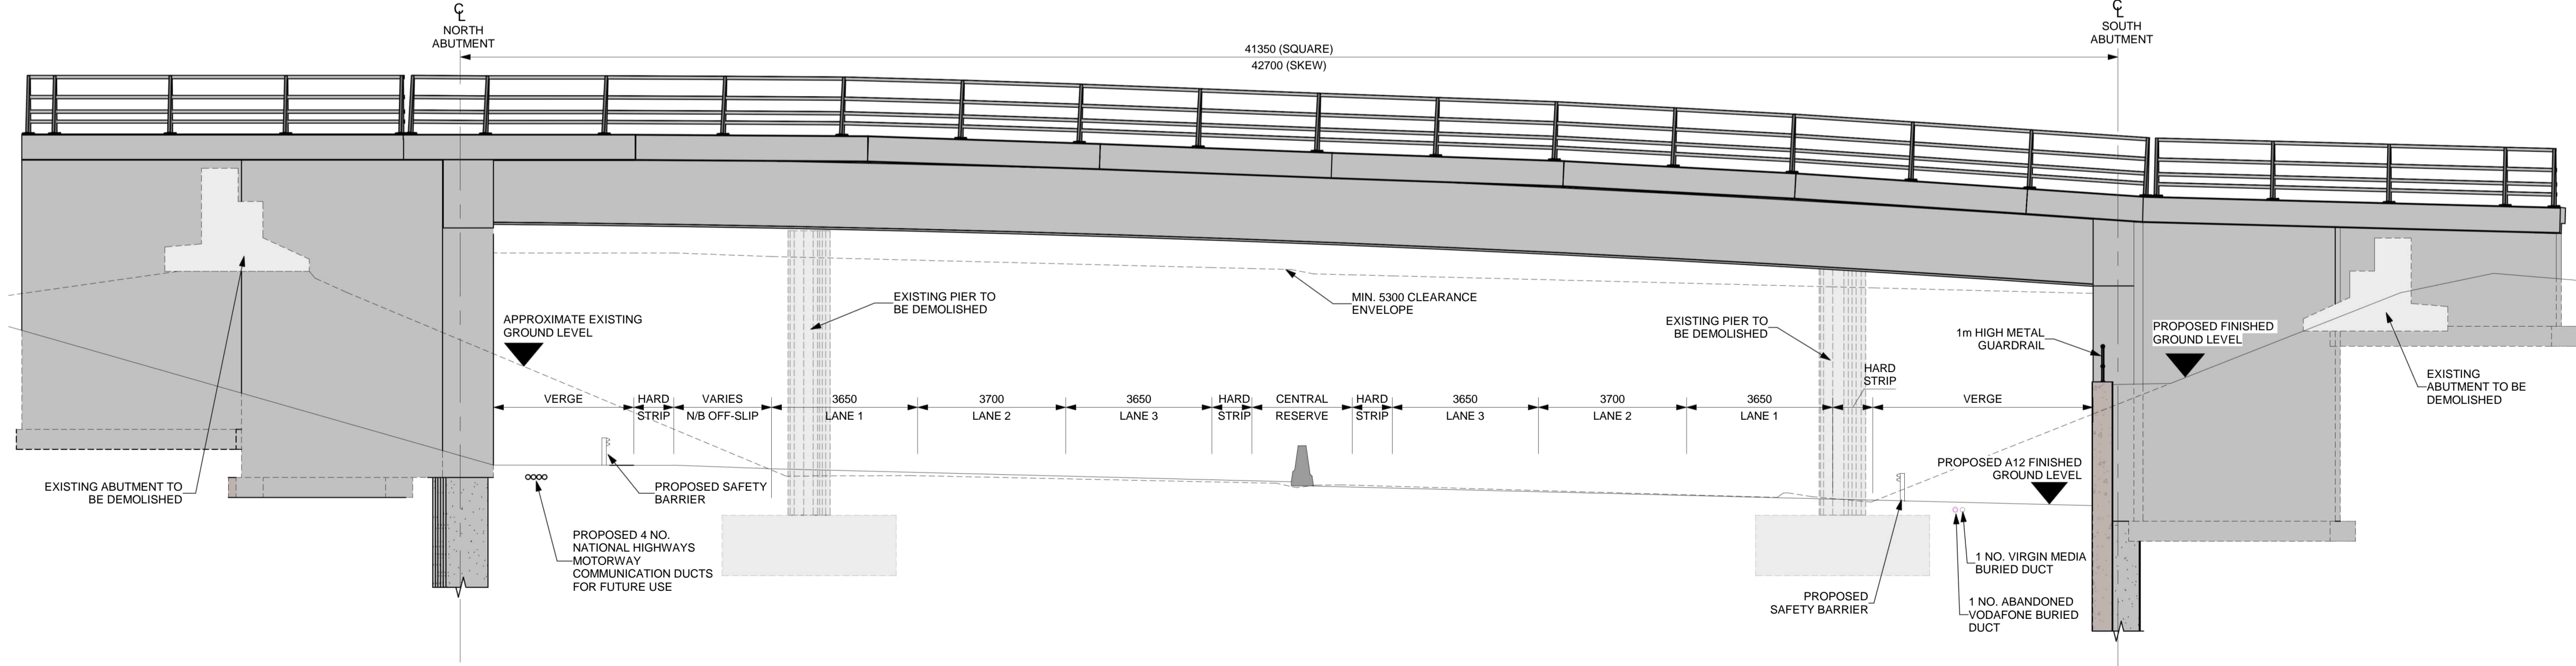 ℄
NORTH
ABUTMENT
41350 (SQUARE)
42700 (SKEW)
℄
SOUTH
ABUTMENT
EXISTING PIER TO
BE DEMOLISHED
MIN. 5300 CLEARANCE
ENVELOPE
APPROXIMATE EXISTING
GROUND LEVEL
EXISTING PIER TO
BE DEMOLISHED
1m HIGH METAL
GUARDRAIL
PROPOSED FINISHED
GROUND LEVEL
HARD
STRIP
EXISTING
ABUTMENT TO BE
DEMOLISHED
VERGE
HARD
STRIP
VARIES
N/B OFF-SLIP
3650
LANE 1
3700
LANE 2
3650
LANE 3
HARD
STRIP
CENTRAL
RESERVE
HARD
STRIP
3650
LANE 3
3700
LANE 2
3650
LANE 1
VERGE
EXISTING ABUTMENT TO
BE DEMOLISHED
PROPOSED SAFETY
BARRIER
PROPOSED A12 FINISHED
GROUND LEVEL
PROPOSED 4 NO.
NATIONAL HIGHWAYS
MOTORWAY
COMMUNICATION DUCTS
FOR FUTURE USE
PROPOSED
SAFETY BARRIER
1 NO. VIRGIN MEDIA
BURIED DUCT
1 NO. ABANDONED
VODAFONE BURIED
DUCT